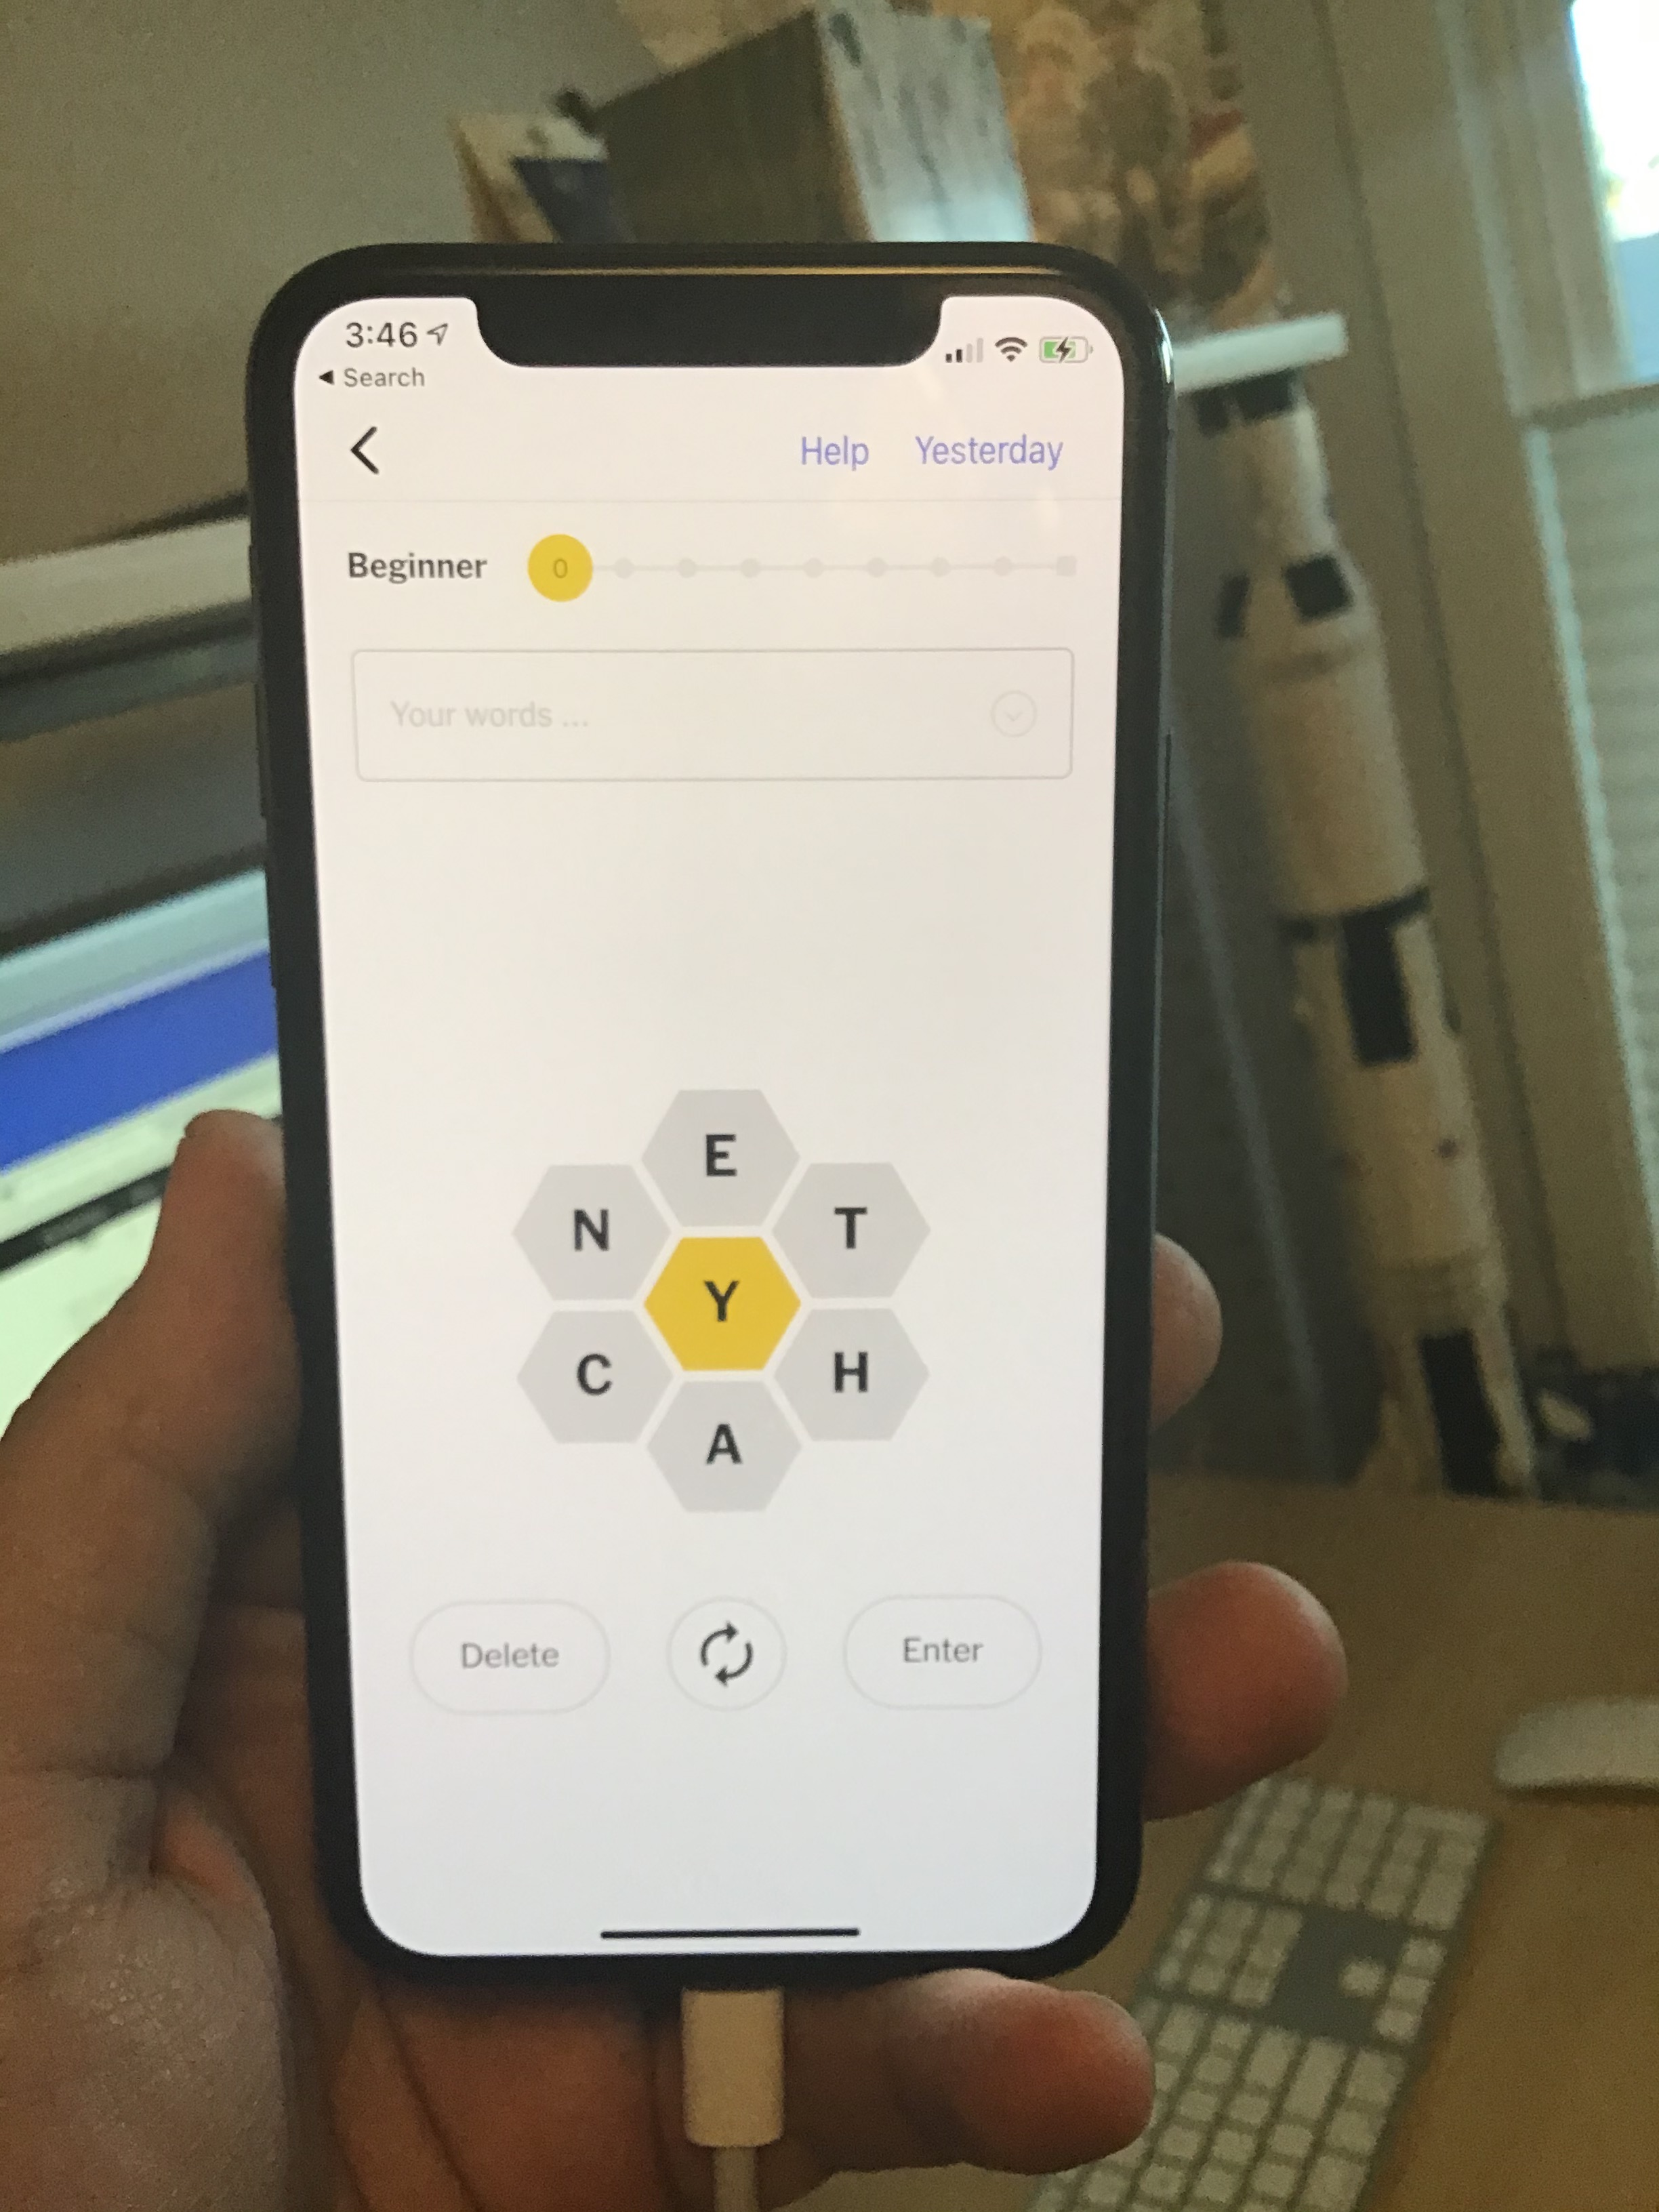 3:46
◀ Search
Help Yesterday
Beginner 0
Your words ...
E
N T
Y
C H
A
Delete Enter